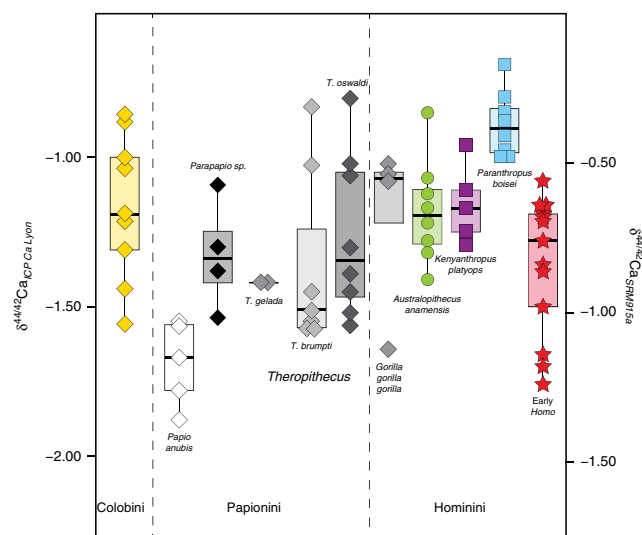 T. oswaldi
−1.00
Parapapio sp.
−0.50
Paranthropus
boisei
δ44/42CaICP Ca Lyon
δ44/42CaSRM915a
Kenyanthropus
platyops
T. gelada
Australopithecus
anamensis
−1.50
−1.00
T. brumpti
Theropithecus
Gorilla
gorilla
gorilla
Early
Homo
Papio
anubis
−2.00
−1.50
Colobini
Papionini
Hominini